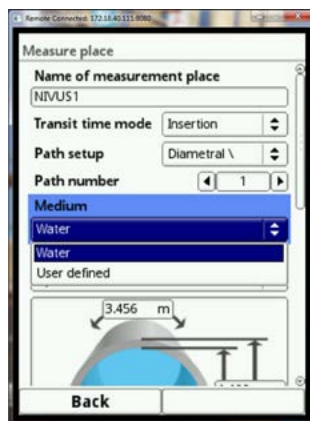 Remote Connected: 172.18.40.115:8080
Measure place
Name of measurement place
NIVUS1
Transit time mode Insertion
Path setup Diametral \
Path number 1
Medium
Water
Water
User defined
3.456 m
Back